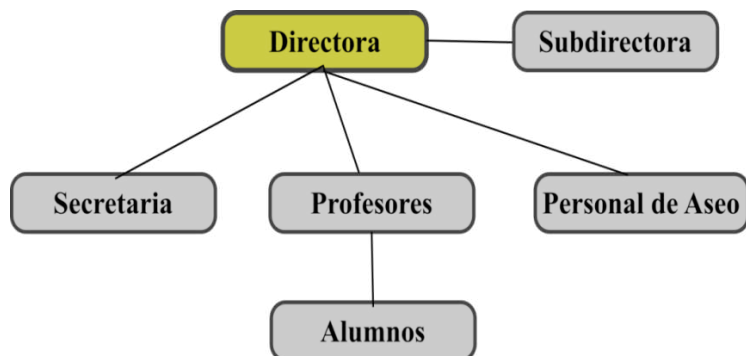 Directora
Subdirectora
Secretaria
Profesores
Personal de Aseo
Alumnos